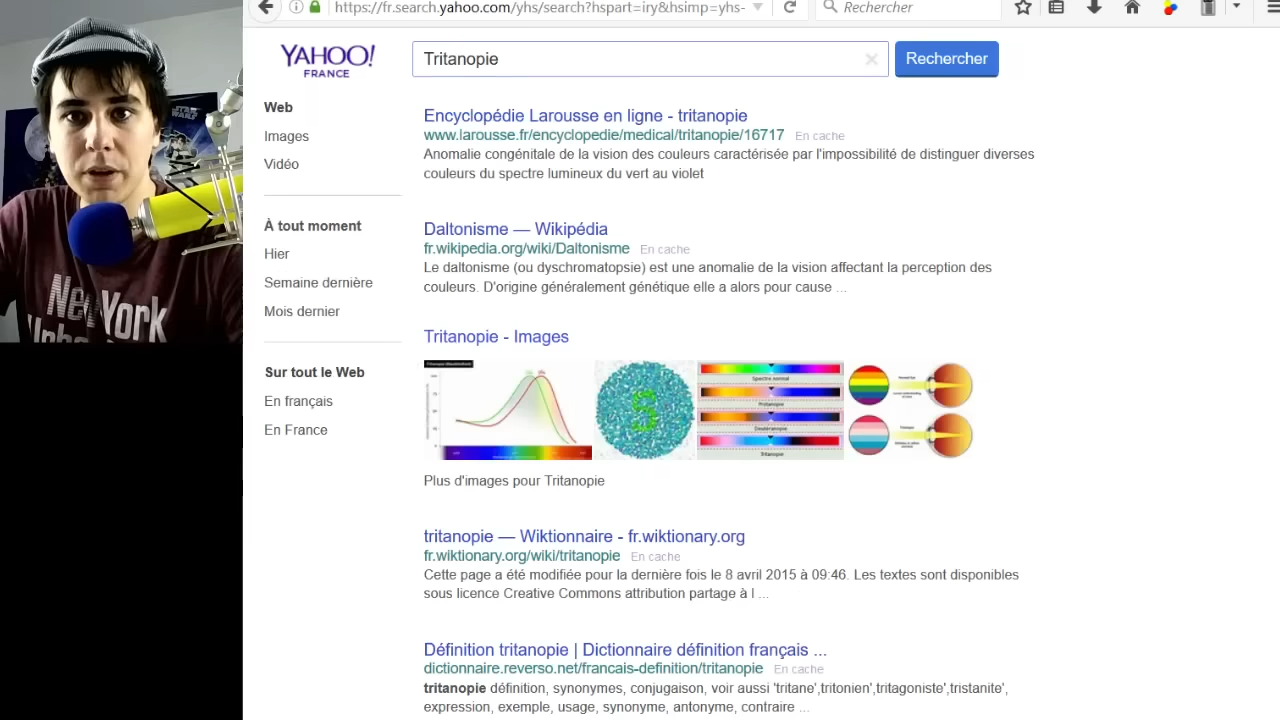 https://fr.search.yahoo.com/yhs/search?hspart=iry&hsimp=yhs-
Rechercher
YAHOO!
FRANCE
Tritanopie
Rechercher
Web
Images
Vidéo
À tout moment
Hier
Semaine dernière
Mois dernier
Sur tout le Web
En français
En France
Encyclopédie Larousse en ligne - tritanopie
www.larousse.fr/encyclopedie/medical/tritanopie/16717 En cache
Anomalie congénitale de la vision des couleurs caractérisée par l'impossibilité de distinguer diverses
couleurs du spectre lumineux du vert au violet
Daltonisme — Wikipédia
fr.wikipedia.org/wiki/Daltonisme En cache
Le daltonisme (ou dyschromatopsie) est une anomalie de la vision affectant la perception des
couleurs. D'origine généralement génétique elle a alors pour cause ...
Tritanopie - Images
Spectre normal
Protanopie
Deutéranopie
Tritanopie
Plus d'images pour Tritanopie
tritanopie — Wiktionnaire - fr.wiktionary.org
fr.wiktionary.org/wiki/tritanopie En cache
Cette page a été modifiée pour la dernière fois le 8 avril 2015 à 09:46. Les textes sont disponibles
sous licence Creative Commons attribution partage à l ...
Définition tritanopie | Dictionnaire définition français ...
dictionnaire.reverso.net/francais-definition/tritanopie En cache
tritanopie définition, synonymes, conjugaison, voir aussi 'tritane','tritonien','tritagoniste','tristanite',
expression, exemple, usage, synonyme, antonyme, contraire ...
STAR
WARS
New York